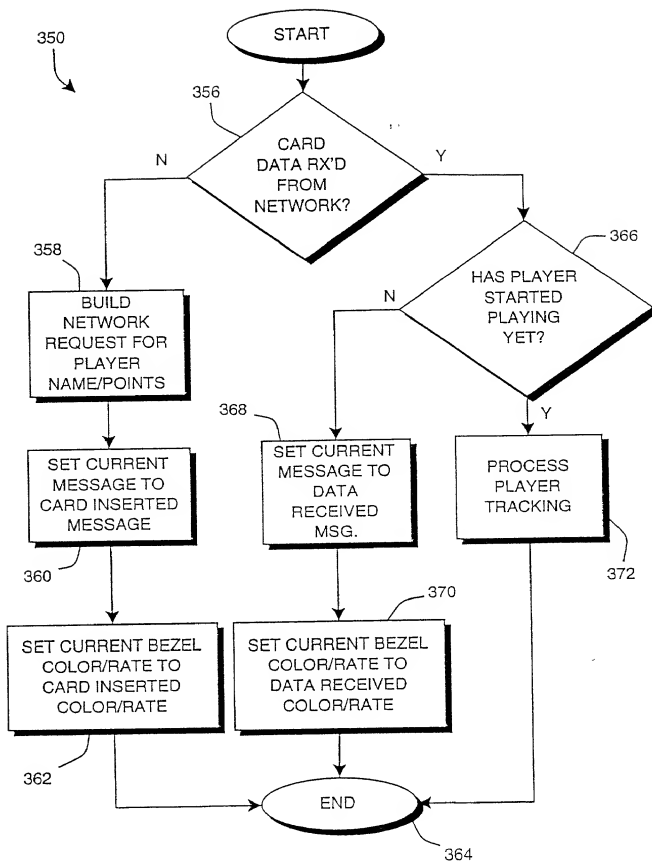 350
START
356
CARD
DATA RX'D
FROM
NETWORK?
N
Y
358
BUILD
NETWORK
REQUEST FOR
PLAYER
NAME/POINTS
366
HAS PLAYER
STARTED
PLAYING
YET?
N
Y
SET CURRENT
MESSAGE TO
CARD INSERTED
MESSAGE
360
368
SET CURRENT
MESSAGE TO
DATA
RECEIVED
MSG.
PROCESS
PLAYER
TRACKING
372
SET CURRENT BEZEL
COLOR/RATE TO
CARD INSERTED
COLOR/RATE
362
370
SET CURRENT BEZEL
COLOR/RATE TO
DATA RECEIVED
COLOR/RATE
END
364